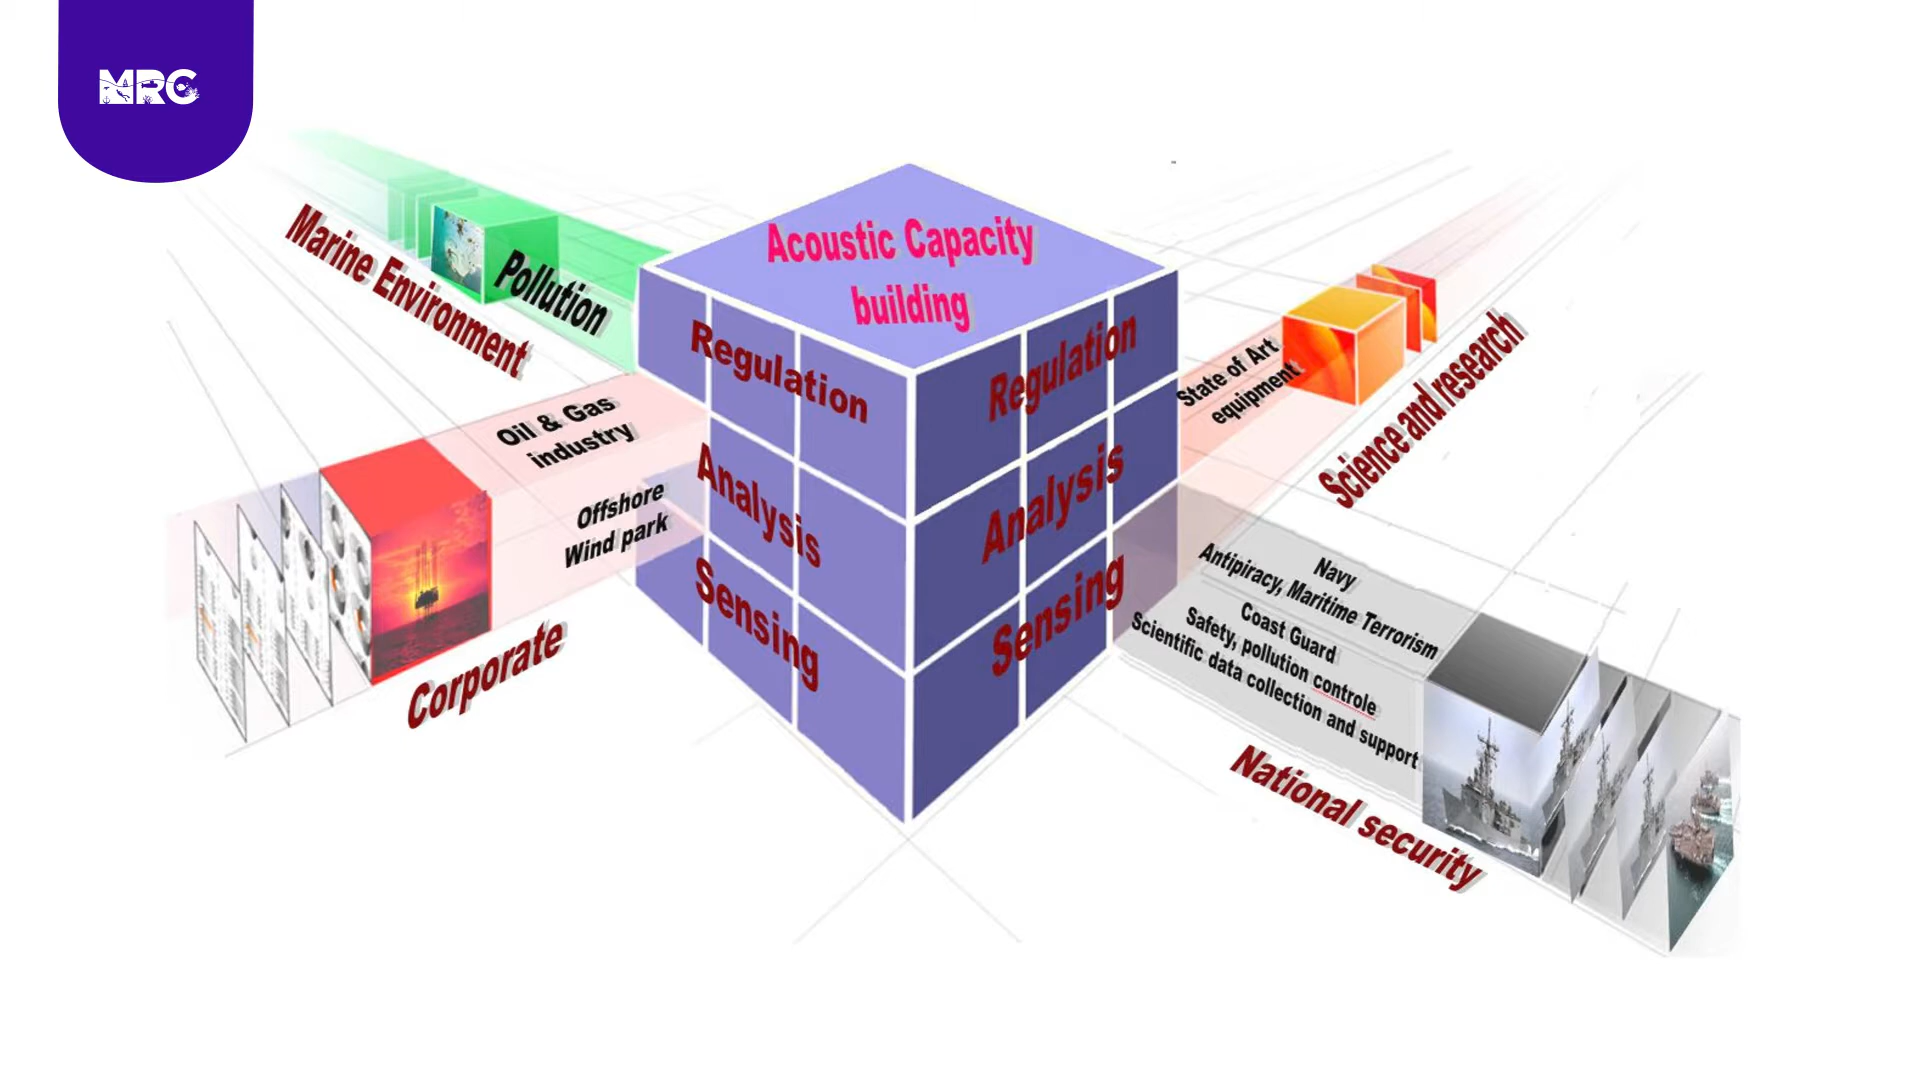 MRC
Acoustic Capacity
building
Marine Environment
Pollution
Regulation
Analysis
Sensing
Regulation
Analysis
Sensing
Oil & Gas
industry
Offshore
Wind park
Corporate
State of Art
equipment
Science and research
Navy
Antipiracy, Maritime Terrorism
Coast Guard
Safety, pollution controle
Scientific data collection and support
National security